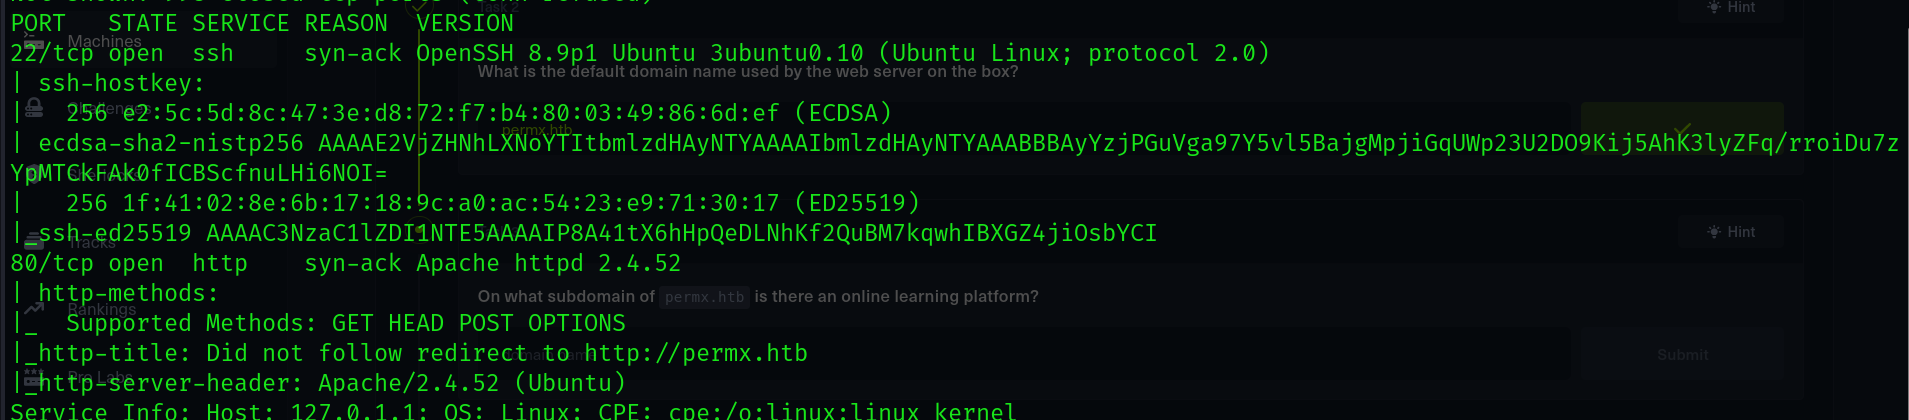 PORT   STATE SERVICE REASON  VERSION
22/tcp open  ssh     syn-ack OpenSSH 8.9p1 Ubuntu 3ubuntu0.10 (Ubuntu Linux; protocol 2.0)
| ssh-hostkey:
|   256 e2:5c:5d:8c:47:3e:d8:72:f7:b4:80:03:49:86:6d:ef (ECDSA)
| ecdsa-sha2-nistp256 AAAAE2VjZHNhLXNoYTItbmlzdHAyNTYAAAAIbmlzdHAyNTYAAABBBAyYzjPGuVga97Y5vl5BajgMpjiGqUWp23U2DO9Kij5AhK3lyZFq/rroiDu7z
YpMTCkFAk0fICBScfnuLHi6NOI=
|   256 1f:41:02:8e:6b:17:18:9c:a0:ac:54:23:e9:71:30:17 (ED25519)
|_ssh-ed25519 AAAAC3NzaC1lZDI1NTE5AAAAIP8A41tX6hHpQeDLNhKf2QuBM7kqwhIBXGZ4jiOsbYCI
80/tcp open  http    syn-ack Apache httpd 2.4.52
| http-methods:
|_  Supported Methods: GET HEAD POST OPTIONS
|_http-title: Did not follow redirect to http://permx.htb
|_http-server-header: Apache/2.4.52 (Ubuntu)
Service Info: Host: 127.0.1.1; OS: Linux; CPE: cpe:/o:linux:linux_kernel
Machines
Challenges
Tracks
Rankings
Pro Labs
Task 2
Hint
What is the default domain name used by the web server on the box?
permx.htb
Hint
On what subdomain of permx.htb is there an online learning platform?
Submit